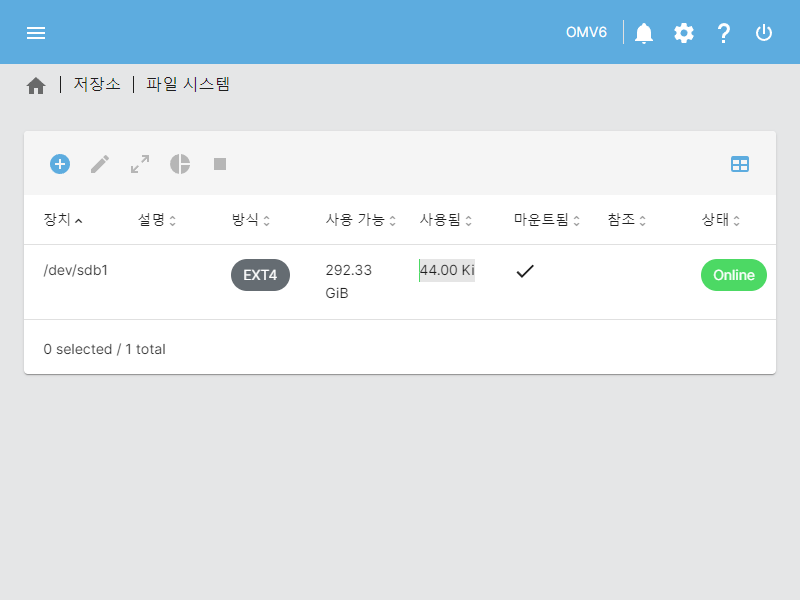 OMV6
저장소 | 파일 시스템
장치 설명 방식 사용 가능 사용됨 마운트됨 참조 상태
/dev/sdb1 EXT4 292.33 GiB 44.00 Ki Online
0 selected / 1 total